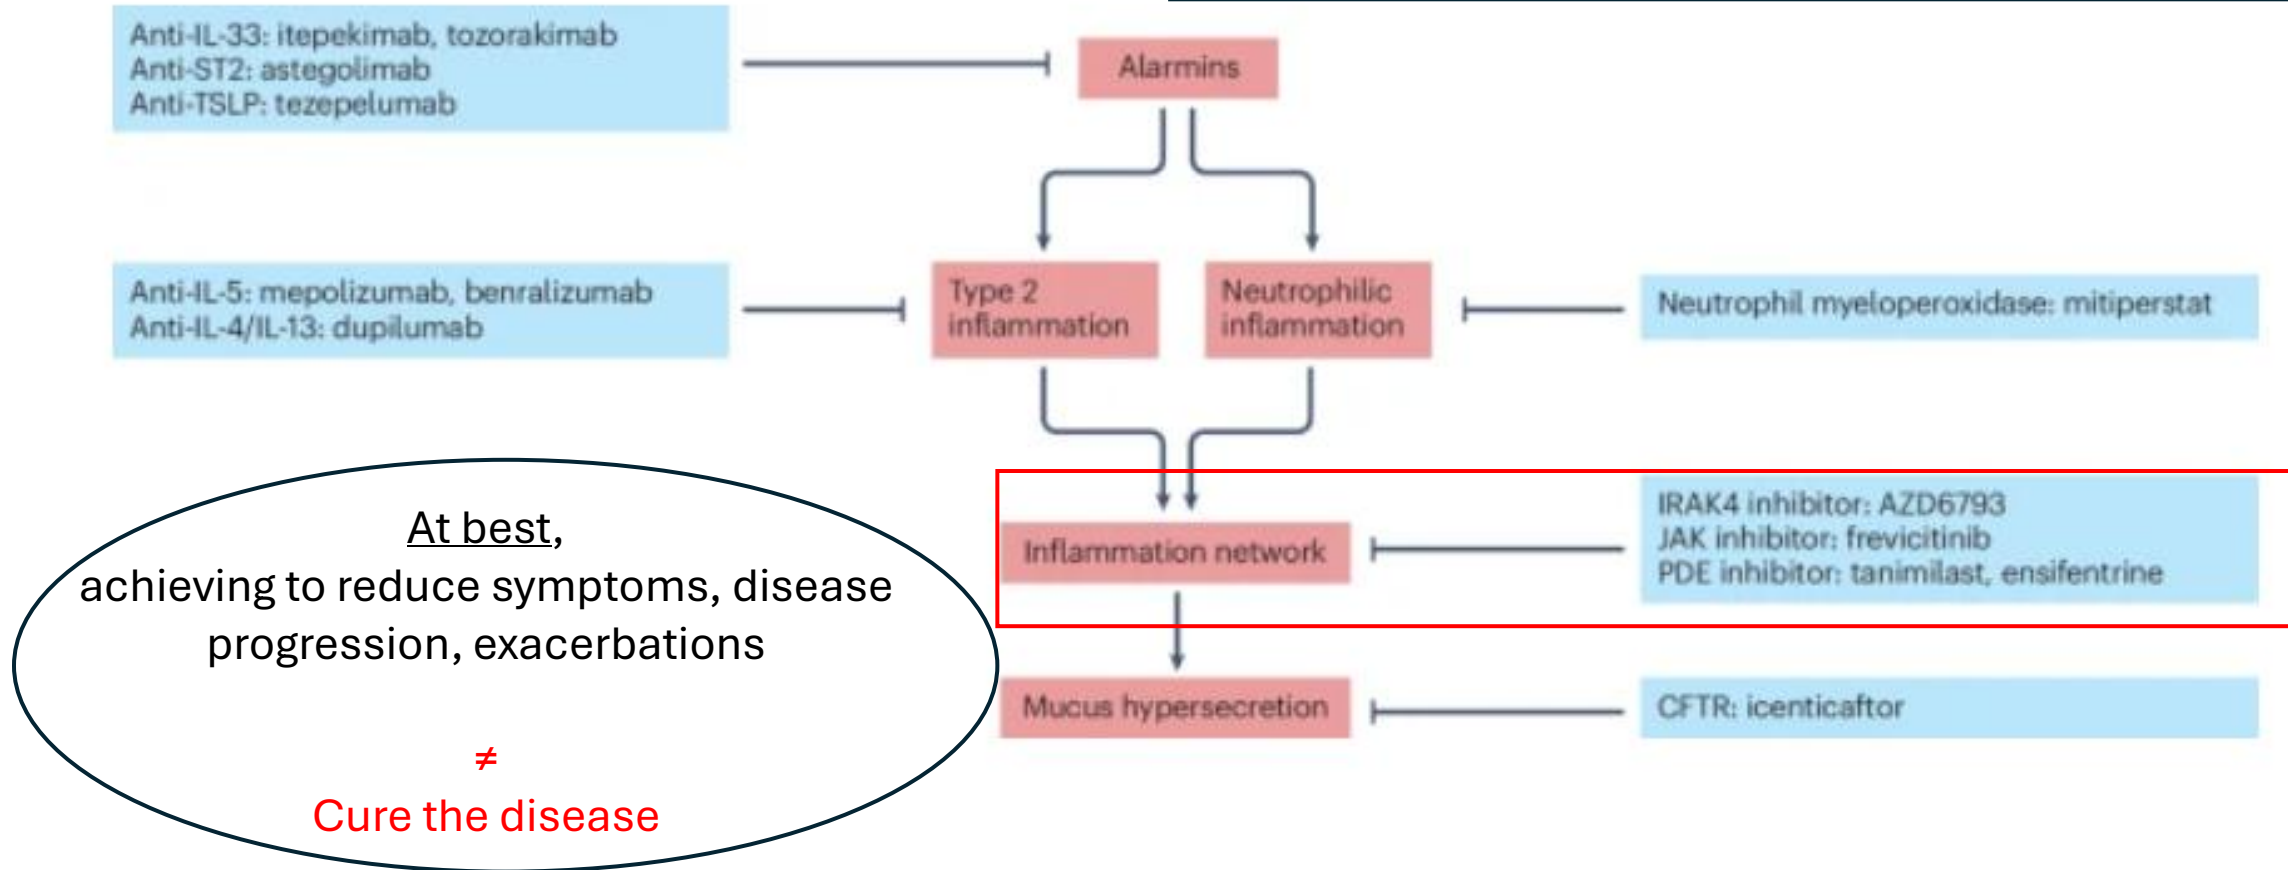 Anti-IL-33: itepekimab, tozorakimab
Anti-ST2: astegolimab
Anti-TSLP: tezepelumab
Alarmins
Anti-IL-5: mepolizumab, benralizumab
Anti-IL-4/IL-13: dupilumab
Type 2
inflammation
Neutrophilic
inflammation
Neutrophil myeloperoxidase: mitiperstat
At best,
achieving to reduce symptoms, disease
progression, exacerbations
≠
Cure the disease
Inflammation network
IRAK4 inhibitor: AZD6793
JAK inhibitor: frevicitinib
PDE inhibitor: tanimilast, ensifentrine
Mucus hypersecretion
CFTR: icenticaftor